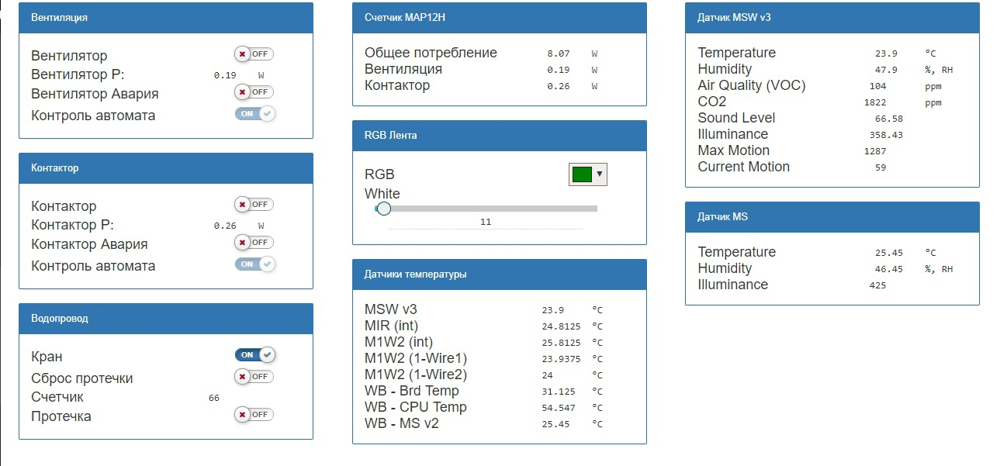 Вентиляция
Вентилятор OFF
Вентилятор P: 0.19 W
Вентилятор Авария OFF
Контроль автомата ON
Контактор
Контактор OFF
Контактор P: 0.26 W
Контактор Авария OFF
Контроль автомата ON
Водопровод
Кран ON
Сброс протечки OFF
Счетчик 66
Протечка OFF
Счетчик MAP12H
Общее потребление 8.07 W
Вентиляция 0.19 W
Контактор 0.26 W
RGB Лента
RGB
White
11
Датчики температуры
MSW v3 23.9 °C
MIR (int) 24.8125 °C
M1W2 (int) 25.8125 °C
M1W2 (1-Wire1) 23.9375 °C
M1W2 (1-Wire2) 24 °C
WB - Brd Temp 31.125 °C
WB - CPU Temp 54.547 °C
WB - MS v2 25.45 °C
Датчик MSW v3
Temperature 23.9 °C
Humidity 47.9 %, RH
Air Quality (VOC) 104 ppm
CO2 1822 ppm
Sound Level 66.58
Illuminance 358.43
Max Motion 1287
Current Motion 59
Датчик MS
Temperature 25.45 °C
Humidity 46.45 %, RH
Illuminance 425